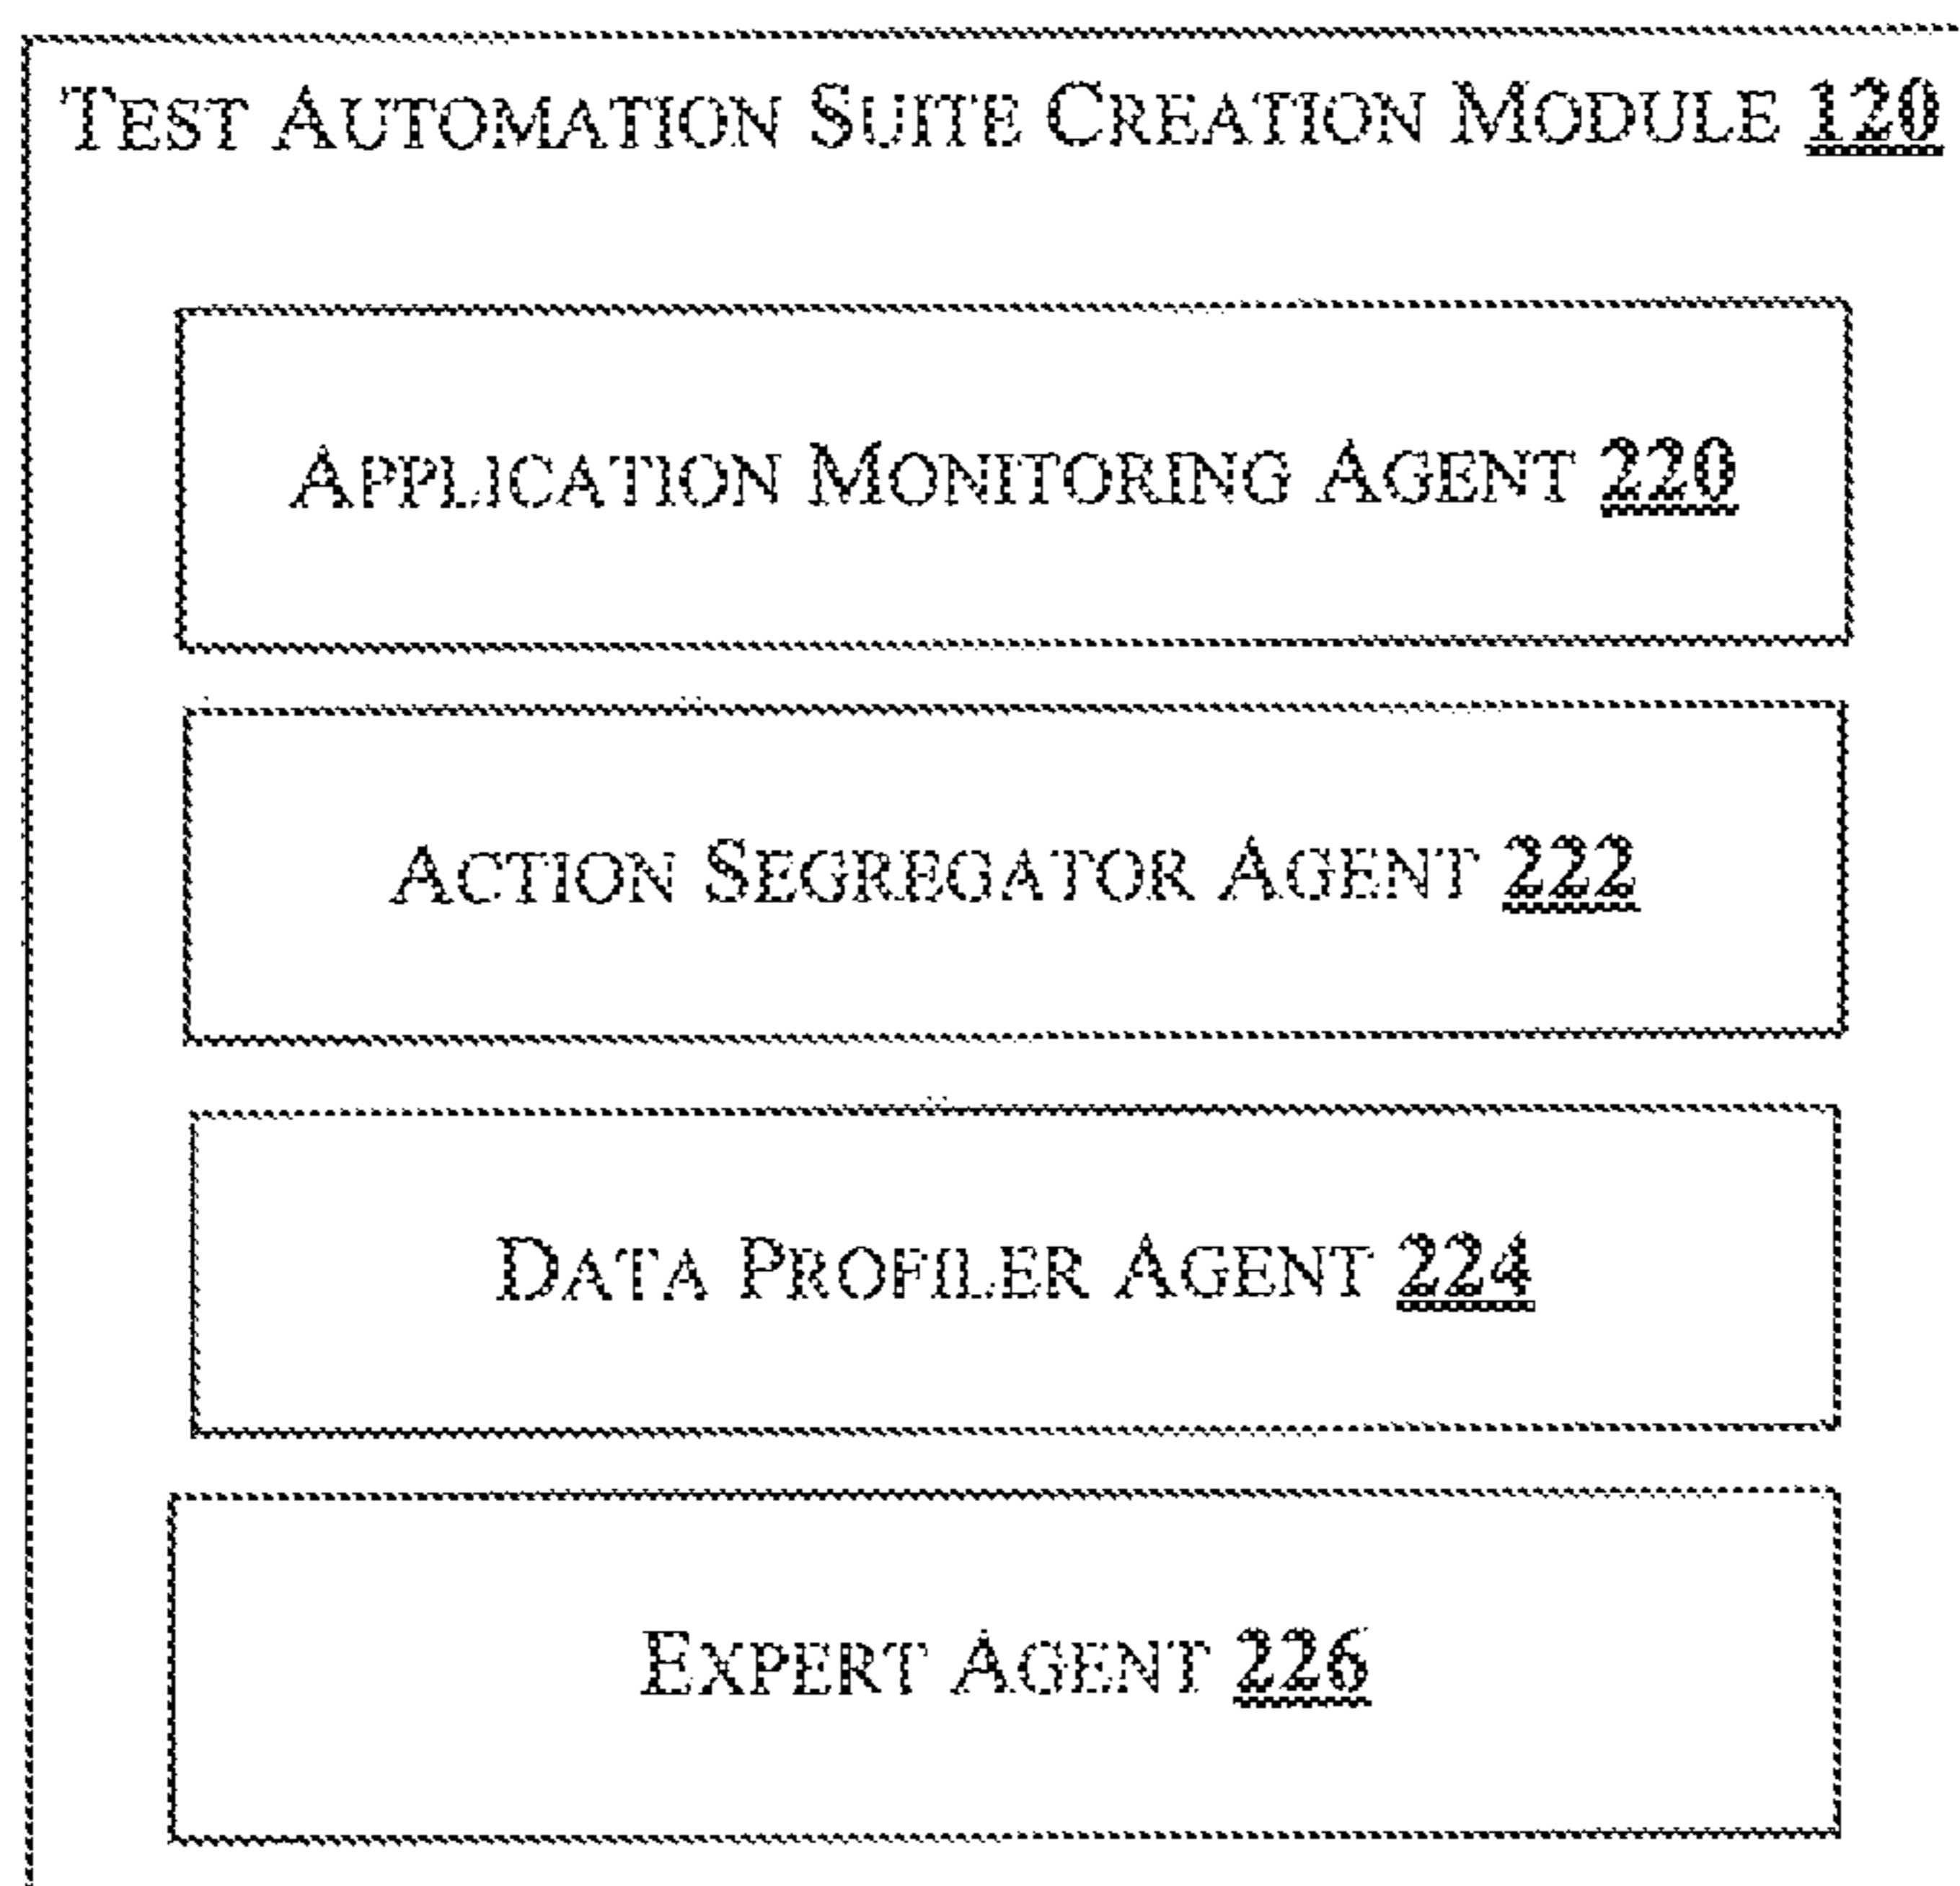 TEST AUTOMATION SUITE CREATION MODULE 120
APPLICATION MONITORING AGENT 220
ACTION SEGREGATOR AGENT 222
DATA PROFILER AGENT 224
EXPERT AGENT 226